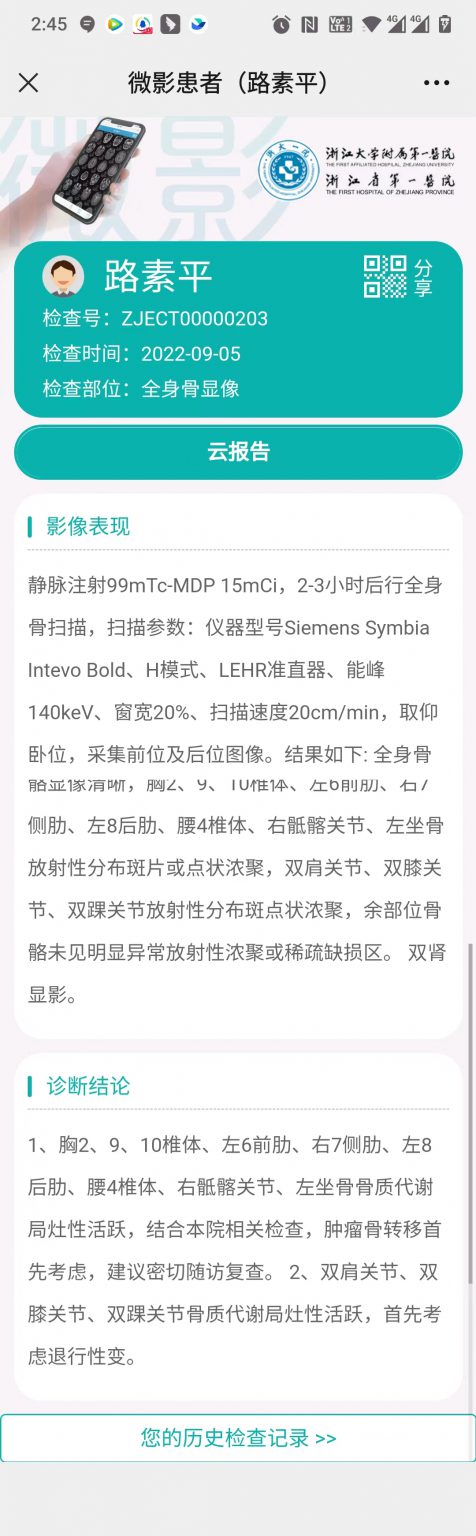 2:45
Vo 1
LTE 2
4G
4G
微影患者（路素平）
微影
浙江大学附属第一医院
THE FIRST AFFILIATED HOSPITAL, ZHEJIANG UNIVERSITY
浙江省第一医院
THE FIRST HOSPITAL OF ZHEJIANG PROVINCE
路素平
分享
检查号：ZJECT00000203
检查时间：2022-09-05
检查部位：全身骨显像
云报告
影像表现
静脉注射99mTc-MDP 15mCi，2-3小时后行全身
骨扫描，扫描参数：仪器型号Siemens Symbia
Intevo Bold、H模式、LEHR准直器、能峰
140keV、窗宽20%、扫描速度20cm/min，取仰
卧位，采集前位及后位图像。结果如下: 全身骨
骼显像清晰，胸2、9、10椎体、左6前肋、右7
侧肋、左8后肋、腰4椎体、右骶髂关节、左坐骨
放射性分布斑片或点状浓聚，双肩关节、双膝关
节、双踝关节放射性分布斑点状浓聚，余部位骨
骼未见明显异常放射性浓聚或稀疏缺损区。 双肾
显影。
诊断结论
1、胸2、9、10椎体、左6前肋、右7侧肋、左8
后肋、腰4椎体、右骶髂关节、左坐骨骨质代谢
局灶性活跃，结合本院相关检查，肿瘤骨转移首
先考虑，建议密切随访复查。 2、双肩关节、双
膝关节、双踝关节骨质代谢局灶性活跃，首先考
虑退行性变。
您的历史检查记录 >>